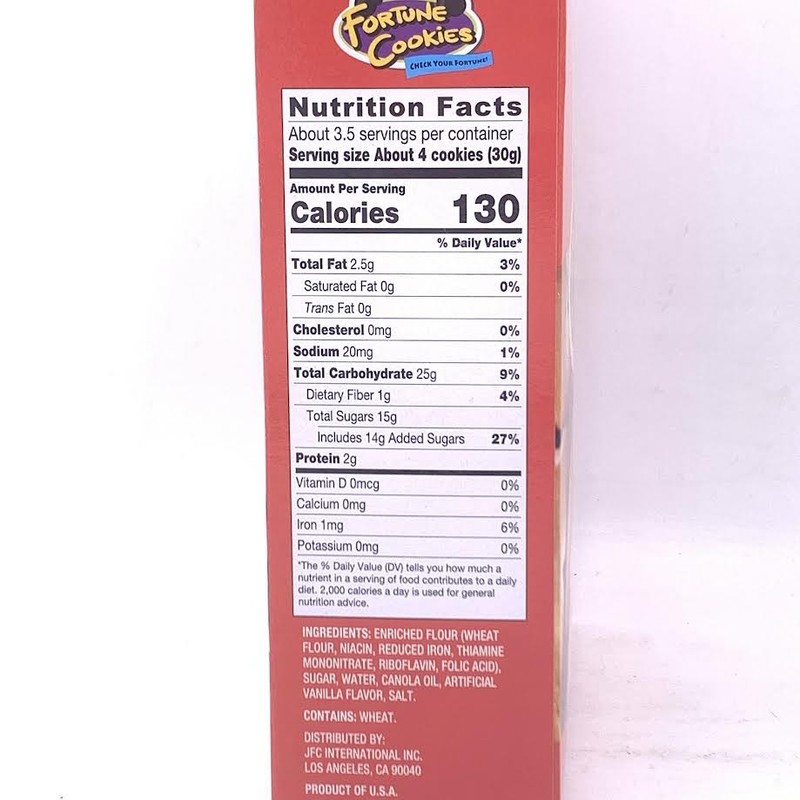 FORTUNE
COOKIES
CHECK YOUR FORTUNE!
Nutrition Facts
About 3.5 servings per container
Serving size About 4 cookies (30g)
Amount Per Serving
Calories 130
% Daily Value*
Total Fat 2.5g 3%
Saturated Fat 0g 0%
Trans Fat 0g
Cholesterol 0mg 0%
Sodium 20mg 1%
Total Carbohydrate 25g 9%
Dietary Fiber 1g 4%
Total Sugars 15g
Includes 14g Added Sugars 27%
Protein 2g
Vitamin D 0mcg 0%
Calcium 0mg 0%
Iron 1mg 6%
Potassium 0mg 0%
*The % Daily Value (DV) tells you how much a
nutrient in a serving of food contributes to a daily
diet. 2,000 calories a day is used for general
nutrition advice.
INGREDIENTS: ENRICHED FLOUR (WHEAT
FLOUR, NIACIN, REDUCED IRON, THIAMINE
MONONITRATE, RIBOFLAVIN, FOLIC ACID),
SUGAR, WATER, CANOLA OIL, ARTIFICIAL
VANILLA FLAVOR, SALT.
CONTAINS: WHEAT.
DISTRIBUTED BY:
JFC INTERNATIONAL INC.
LOS ANGELES, CA 90040
PRODUCT OF U.S.A.